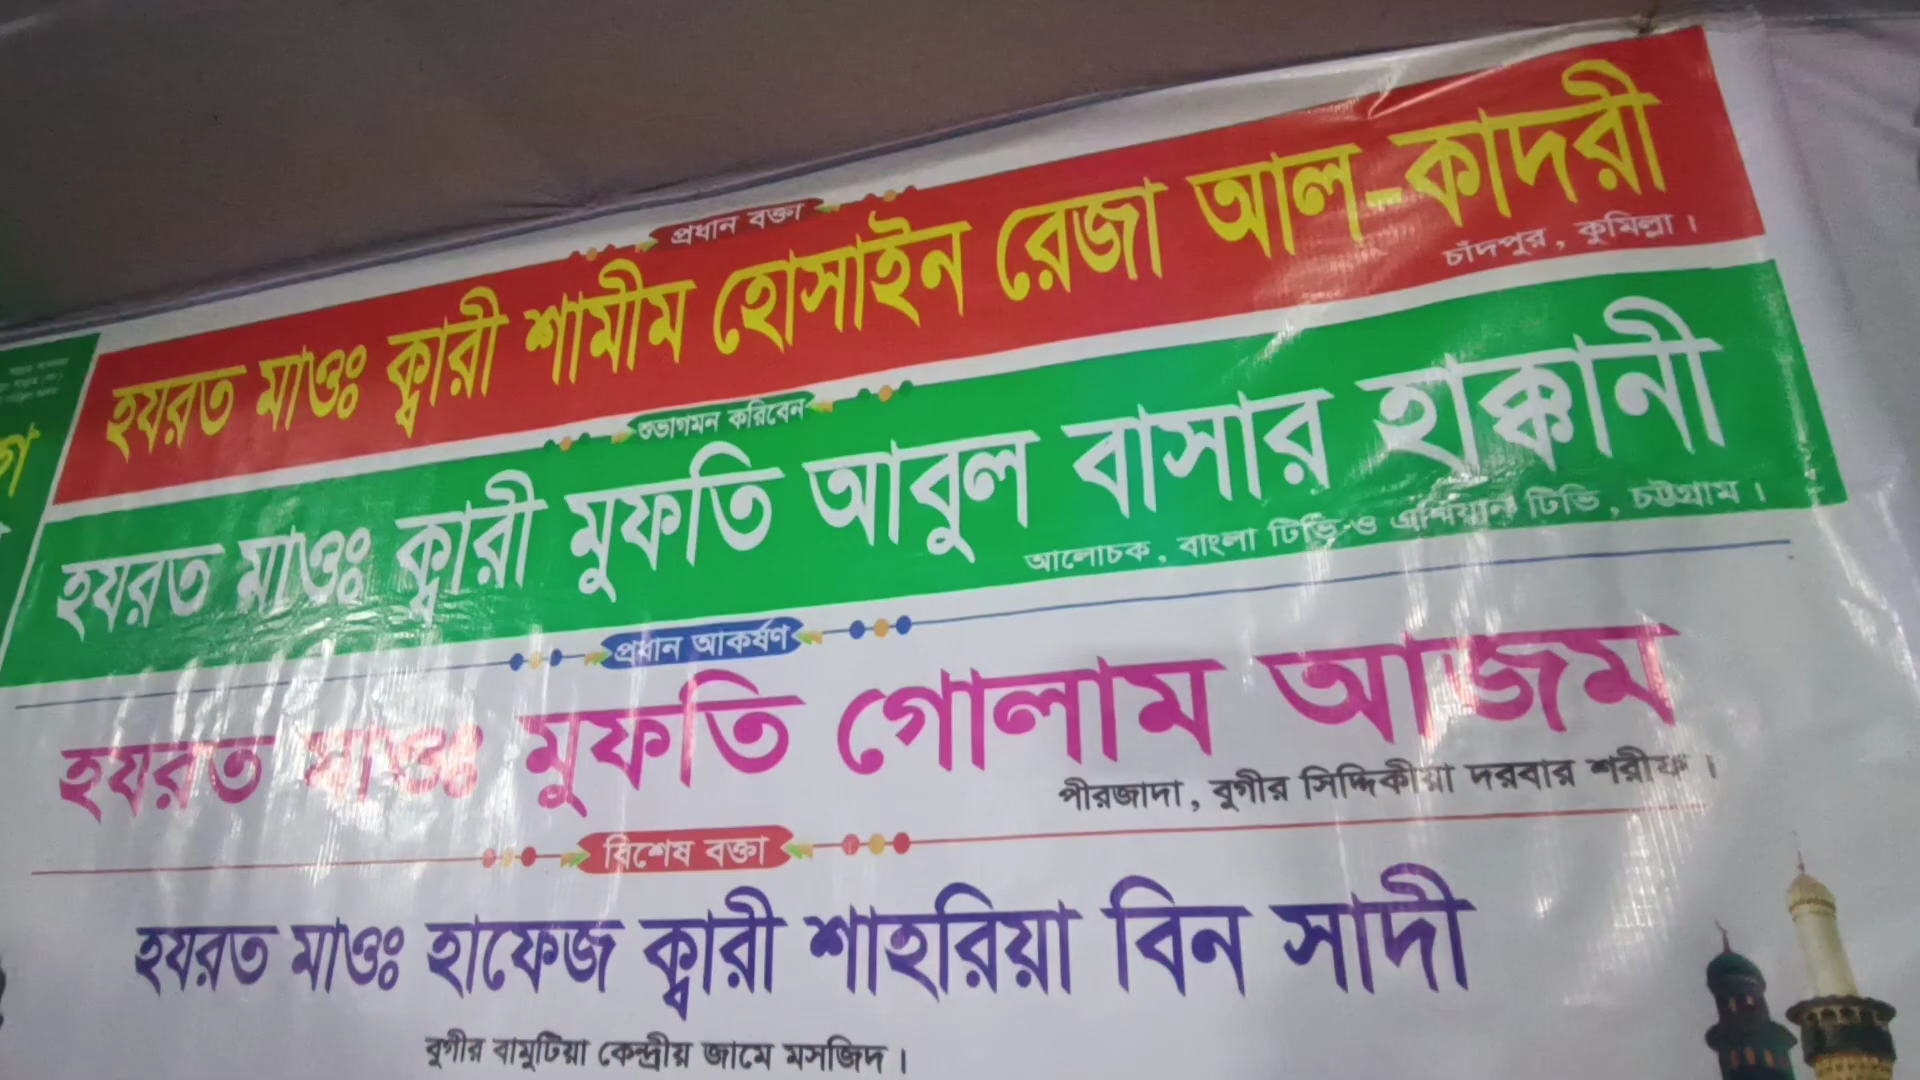 প্রধান বক্তা
হযরত মাওঃ ক্বারী শামীম হোসাইন রেজা আল-কাদরী
চাঁদপুর, কুমিল্লা।
শুভাগমন করিবেন
হযরত মাওঃ ক্বারী মুফতি আবুল বাসার হাক্কানী
আলোচক, বাংলা টিভি ও এশিয়ান টিভি, চট্টগ্রাম।
প্রধান আকর্ষণ
হযরত মাওঃ মুফতি গোলাম আজম
পীরজাদা, বুগীর সিদ্দিকীয়া দরবার শরীফ।
বিশেষ বক্তা
হযরত মাওঃ হাফেজ ক্বারী শাহরিয়া বিন সাদী
বুগীর বামুটিয়া কেন্দ্রীয় জামে মসজিদ।